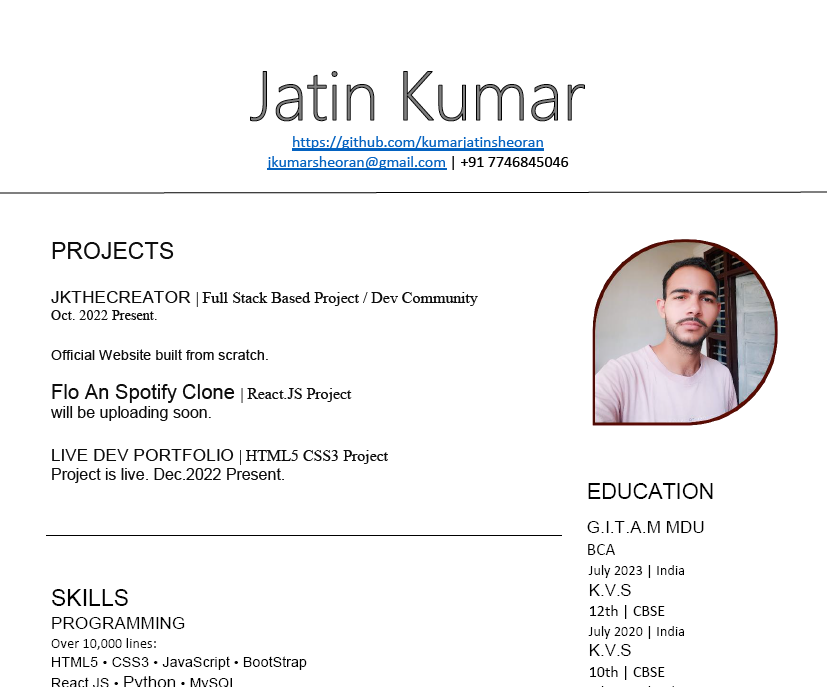 Jatin Kumar
https://github.com/kumarjatinsheoran
jkumarsheoran@gmail.com | +91 7746845046
PROJECTS
JKTHECREATOR | Full Stack Based Project / Dev Community
Oct. 2022 Present.
Official Website built from scratch.
Flo An Spotify Clone | React.JS Project
will be uploading soon.
LIVE DEV PORTFOLIO | HTML5 CSS3 Project
Project is live. Dec.2022 Present.
SKILLS
PROGRAMMING
Over 10,000 lines:
HTML5 • CSS3 • JavaScript • BootStrap
React JS • Python • MySQL
EDUCATION
G.I.T.A.M MDU
BCA
July 2023 | India
K.V.S
12th | CBSE
July 2020 | India
K.V.S
10th | CBSE